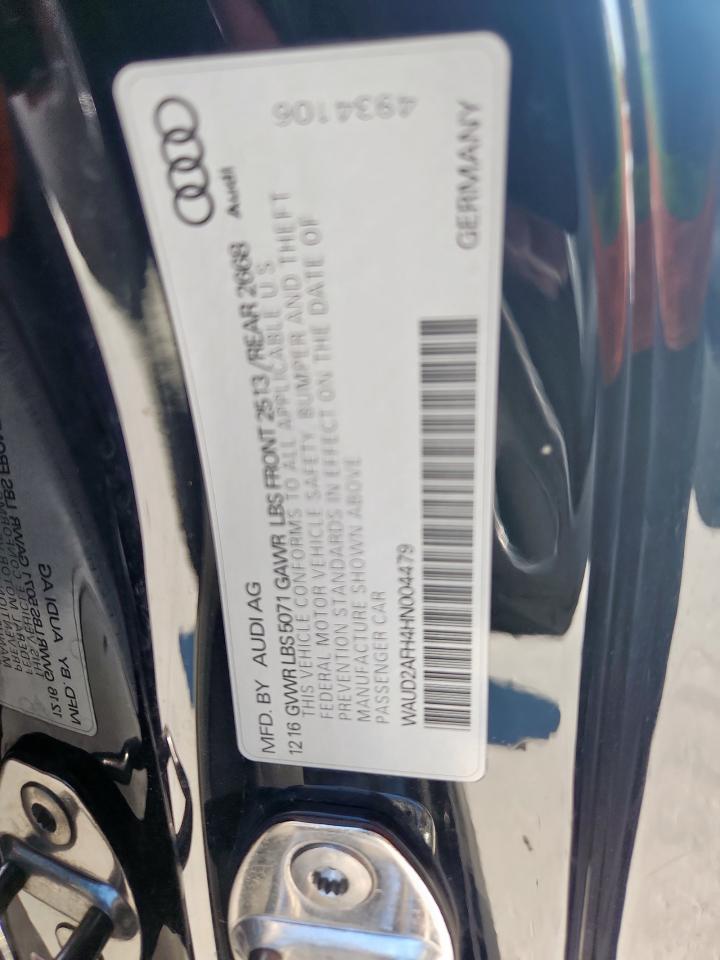 MFD. BY AUDI AG
12 16 GVWR LBS 5071 GAWR LBS FRONT 2513 /REAR 2668
THIS VEHICLE CONFORMS TO ALL APPLICABLE U.S.
FEDERAL MOTOR VEHICLE SAFETY, BUMPER AND THEFT
PREVENTION STANDARDS IN EFFECT ON THE DATE OF
MANUFACTURE SHOWN ABOVE
PASSENGER CAR
WAUD2AFH4HN004479
Audi
4934106
GERMANY